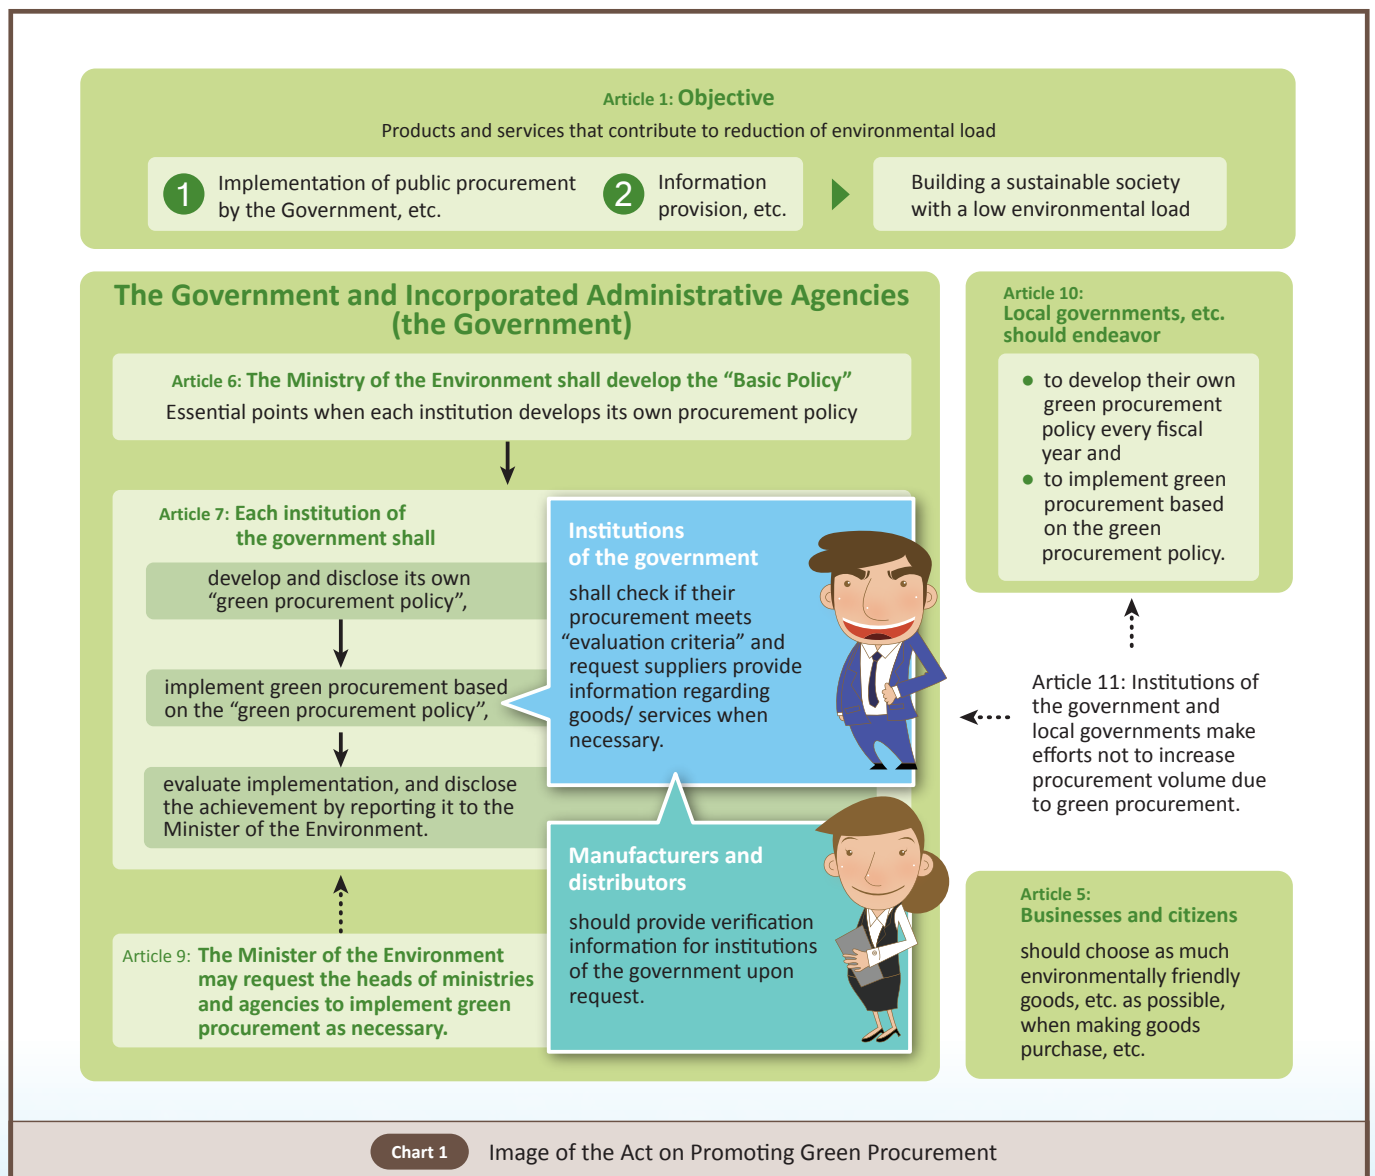 Article 1: Objective
Products and services that contribute to reduction of environmental load
1
Implementation of public procurement
by the Government, etc.
2
Information
provision, etc.
Building a sustainable society
with a low environmental load
The Government and Incorporated Administrative Agencies
(the Government)
Article 6: The Ministry of the Environment shall develop the “Basic Policy”
Essential points when each institution develops its own procurement policy
Article 7: Each institution of
the government shall
develop and disclose its own
“green procurement policy”,
implement green procurement based
on the “green procurement policy”,
evaluate implementation, and disclose
the achievement by reporting it to the
Minister of the Environment.
Institutions
of the government
shall check if their
procurement meets
“evaluation criteria” and
request suppliers provide
information regarding
goods/ services when
necessary.
Manufacturers and
distributors
should provide verification
information for institutions
of the government upon
request.
Article 9: The Minister of the Environment
may request the heads of ministries
and agencies to implement green
procurement as necessary.
Article 10:
Local governments, etc.
should endeavor
● to develop their own
green procurement
policy every fiscal
year and
● to implement green
procurement based
on the green
procurement policy.
Article 11: Institutions of
the government and
local governments make
efforts not to increase
procurement volume due
to green procurement.
Article 5:
Businesses and citizens
should choose as much
environmentally friendly
goods, etc. as possible,
when making goods
purchase, etc.
Chart 1 Image of the Act on Promoting Green Procurement